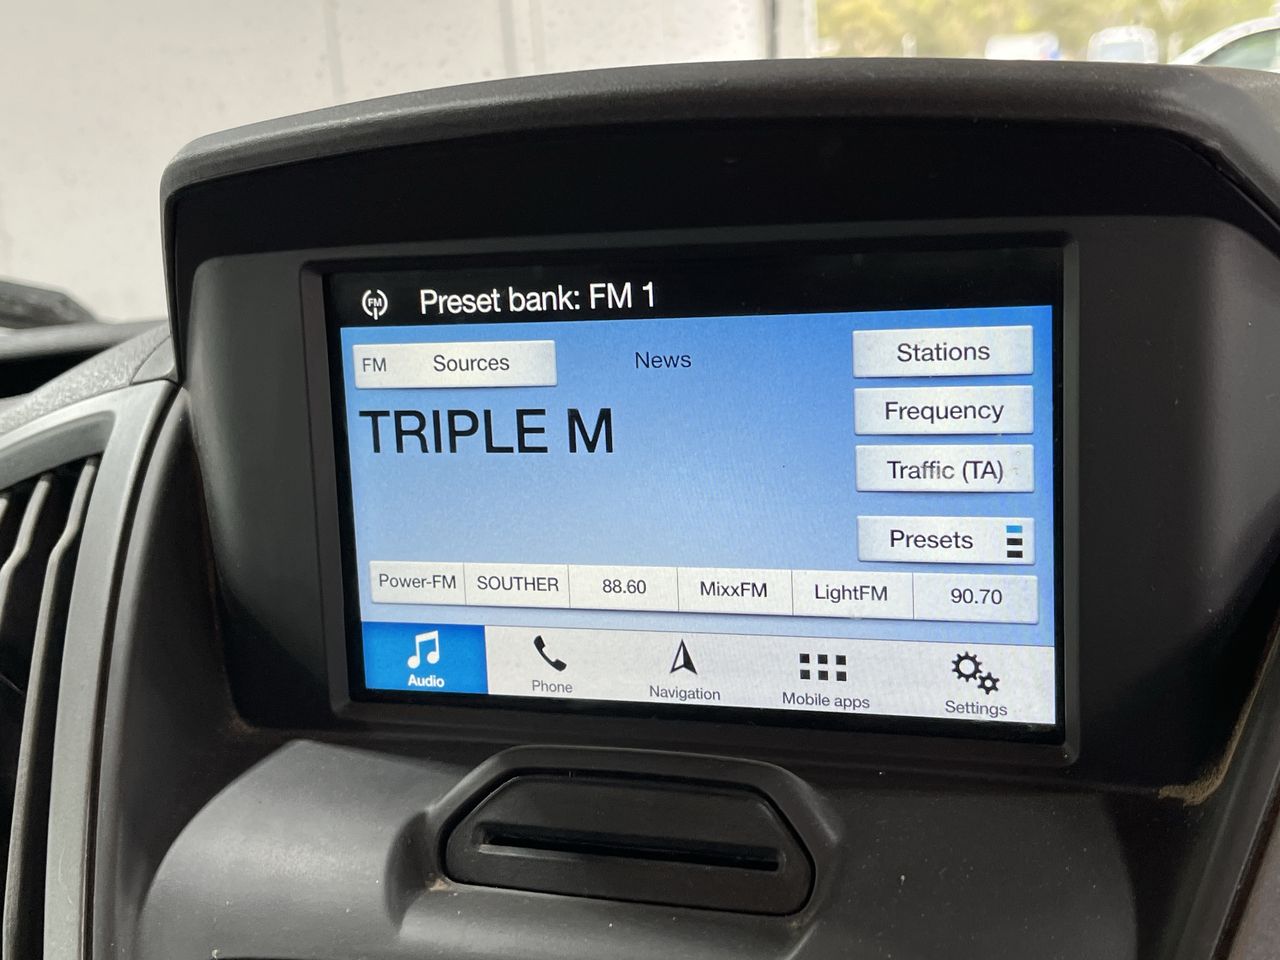 FM Preset bank: FM 1
FM Sources News Stations
TRIPLE M
Frequency
Traffic (TA)
Presets
Power-FM SOUTHER 88.60 MixxFM LightFM 90.70
Audio Phone Navigation Mobile apps Settings